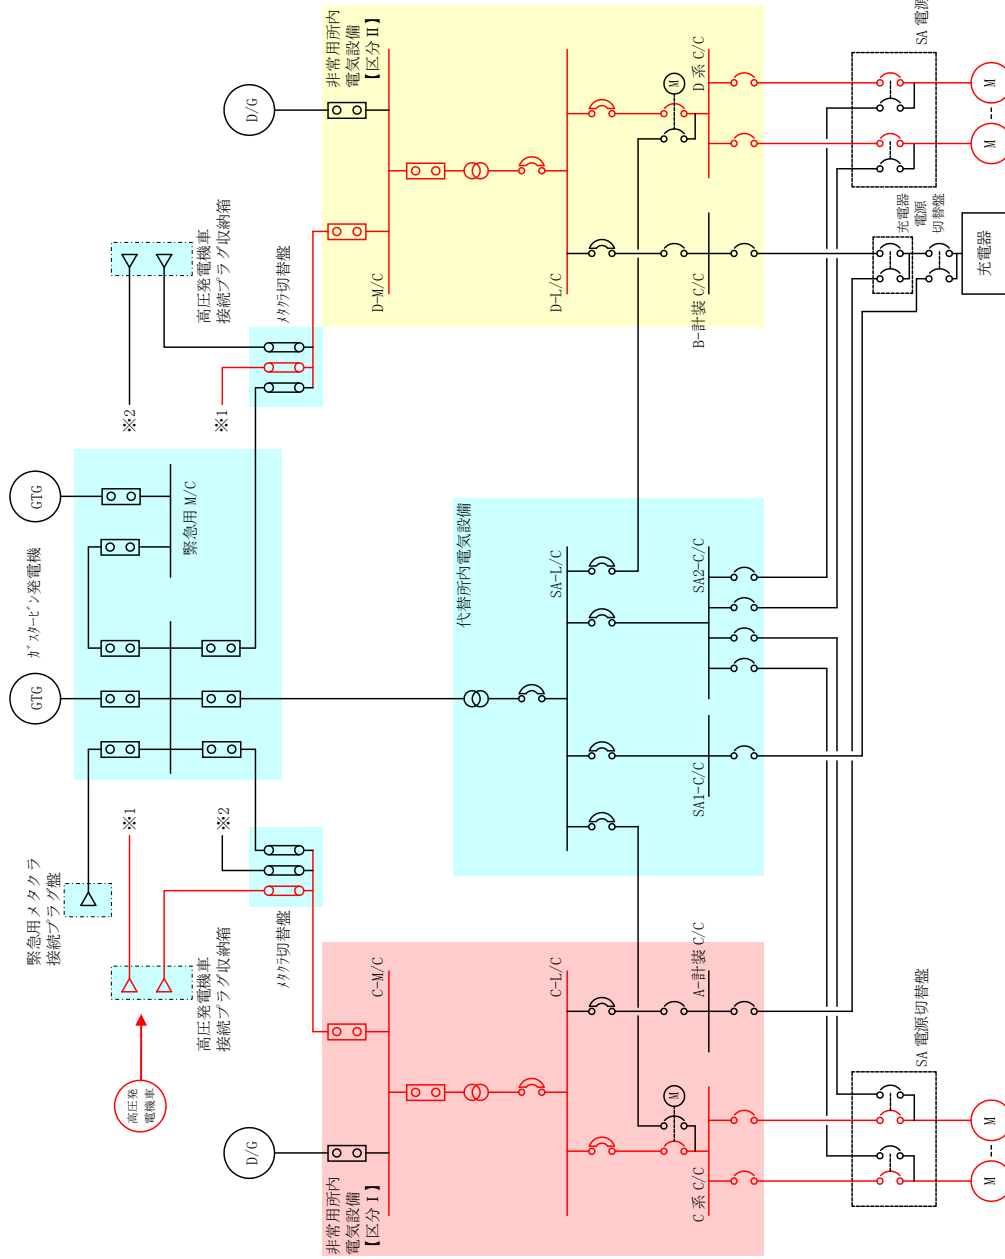 D/G
非常用所内
電気設備
【区分Ⅱ】
D-M/C
D-L/C
D系 C/C
M
B-計装 C/C
SA 電源
M
M
充電器
電源
切替盤
充電器
高圧発電機車
接続プラグ収納箱
ﾒﾀｸﾗ切替盤
※2
※1
GTG
緊急用 M/C
ｶﾞｽﾀｰﾋﾞﾝ発電機
GTG
代替所内電気設備
SA-L/C
SA2-C/C
SA1-C/C
緊急用メタクラ
接続プラグ盤
※1
※2
高圧発電機車
接続プラグ収納箱
ﾒﾀｸﾗ切替盤
高圧発
電機車
D/G
非常用所内
電気設備
【区分Ⅰ】
C-M/C
C-L/C
A-計装 C/C
C系 C/C
M
SA 電源切替盤
M
M